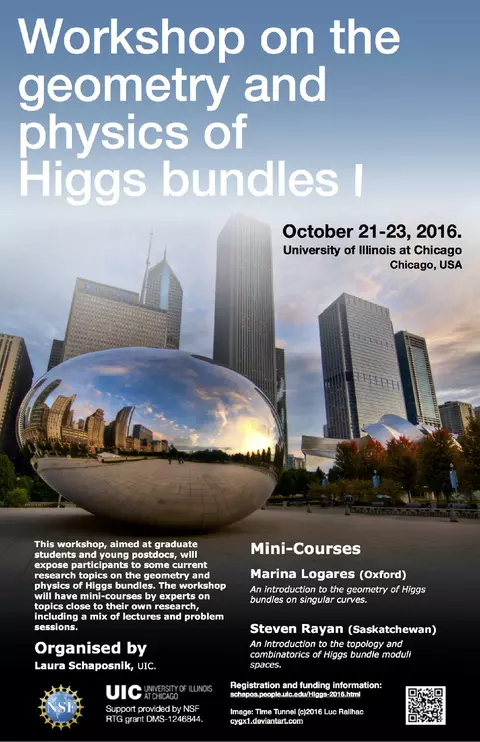 Workshop on the
geometry and
physics of
Higgs bundles I
October 21-23, 2016.
University of Illinois at Chicago
Chicago, USA
This workshop, aimed at graduate
students and young postdocs, will
expose participants to some current
research topics on the geometry and
physics of Higgs bundles. The workshop
will have mini-courses by experts on
topics close to their own research,
including a mix of lectures and problem
sessions.
Organised by
Laura Schaposnik, UIC.
Mini-Courses
Marina Logares (Oxford)
An introduction to the geometry of Higgs
bundles on singular curves.
Steven Rayan (Saskatchewan)
An introduction to the topology and
combinatorics of Higgs bundle moduli
spaces.
NSF
UIC UNIVERSITY OF ILLINOIS
AT CHICAGO
Support provided by NSF
RTG grant DMS-1246844.
Registration and funding information:
schapos.people.uic.edu/Higgs-2016.html
Image: Time Tunnel (c)2016 Luc Railhac
cygx1.deviantart.com